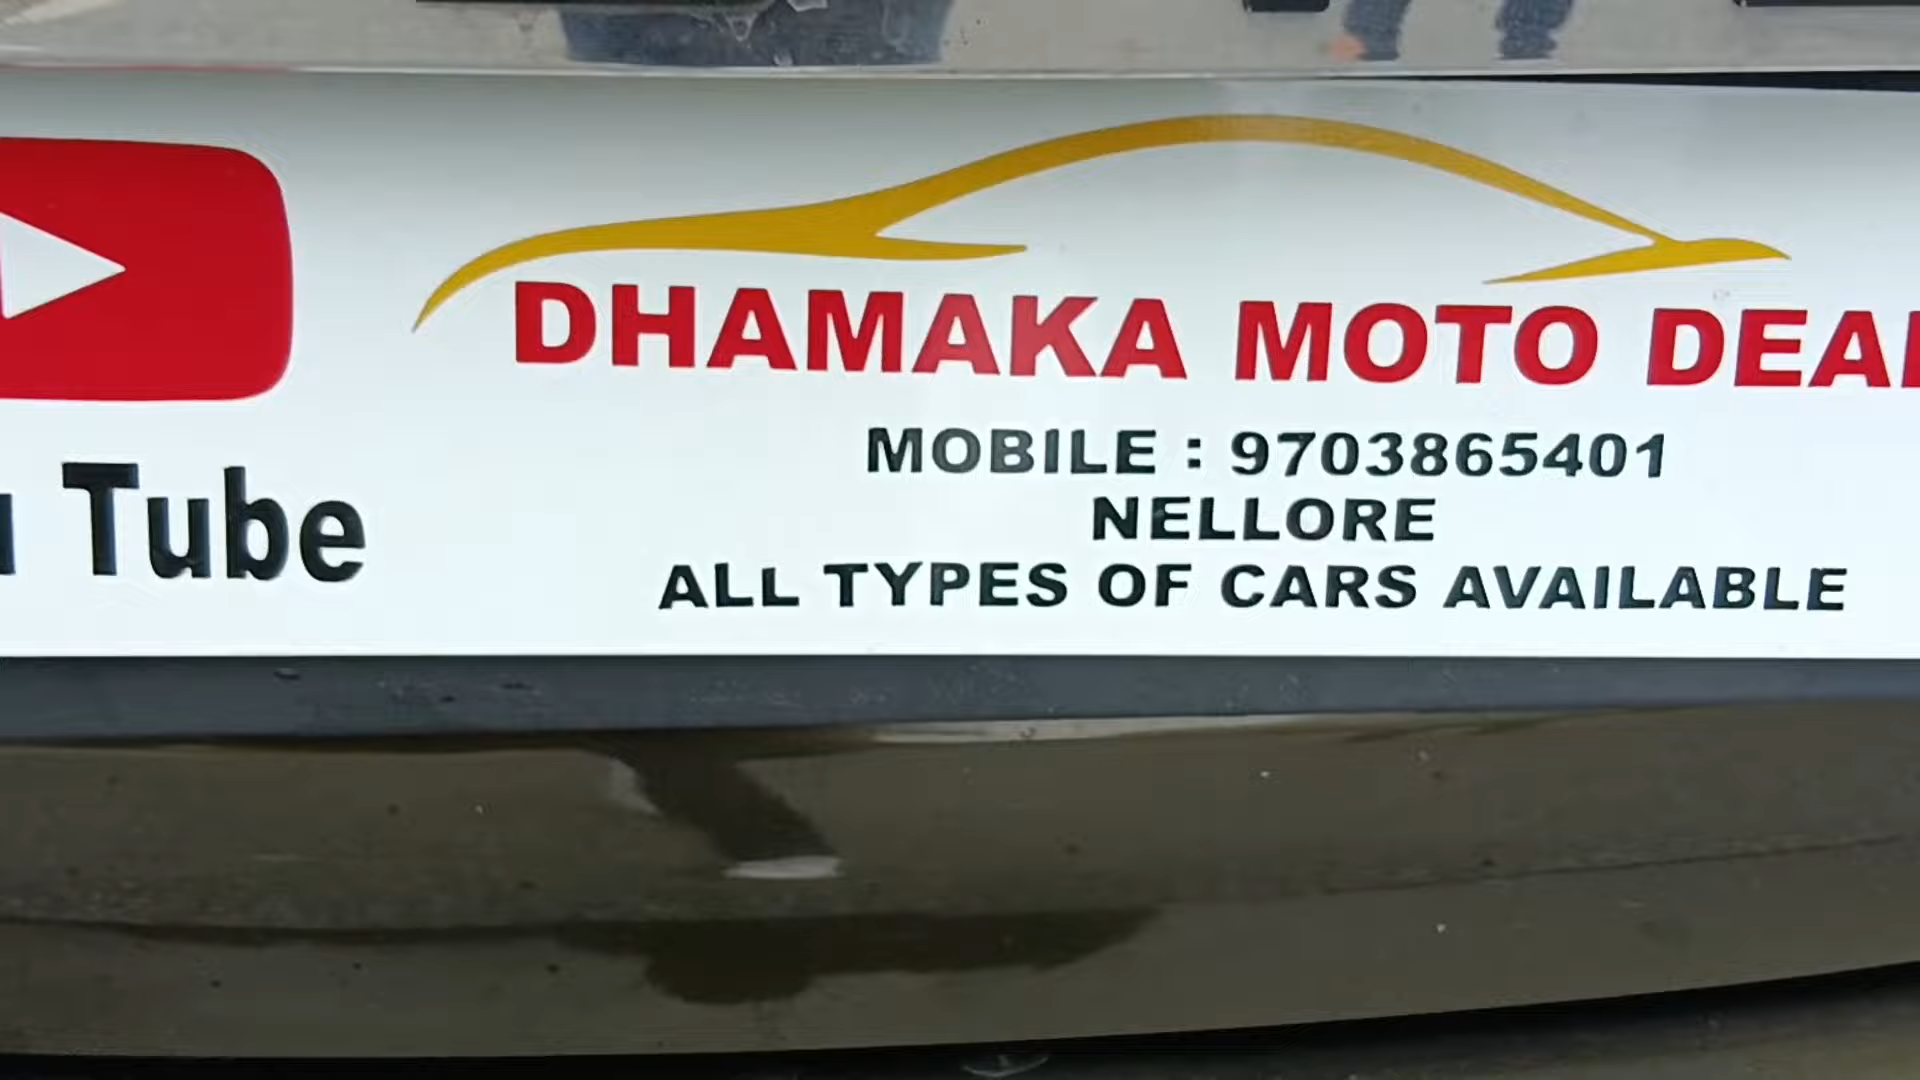 Tube
DHAMAKA MOTO
MOBILE : 9703865401
NELLORE
ALL TYPES OF CARS AVAILABLE